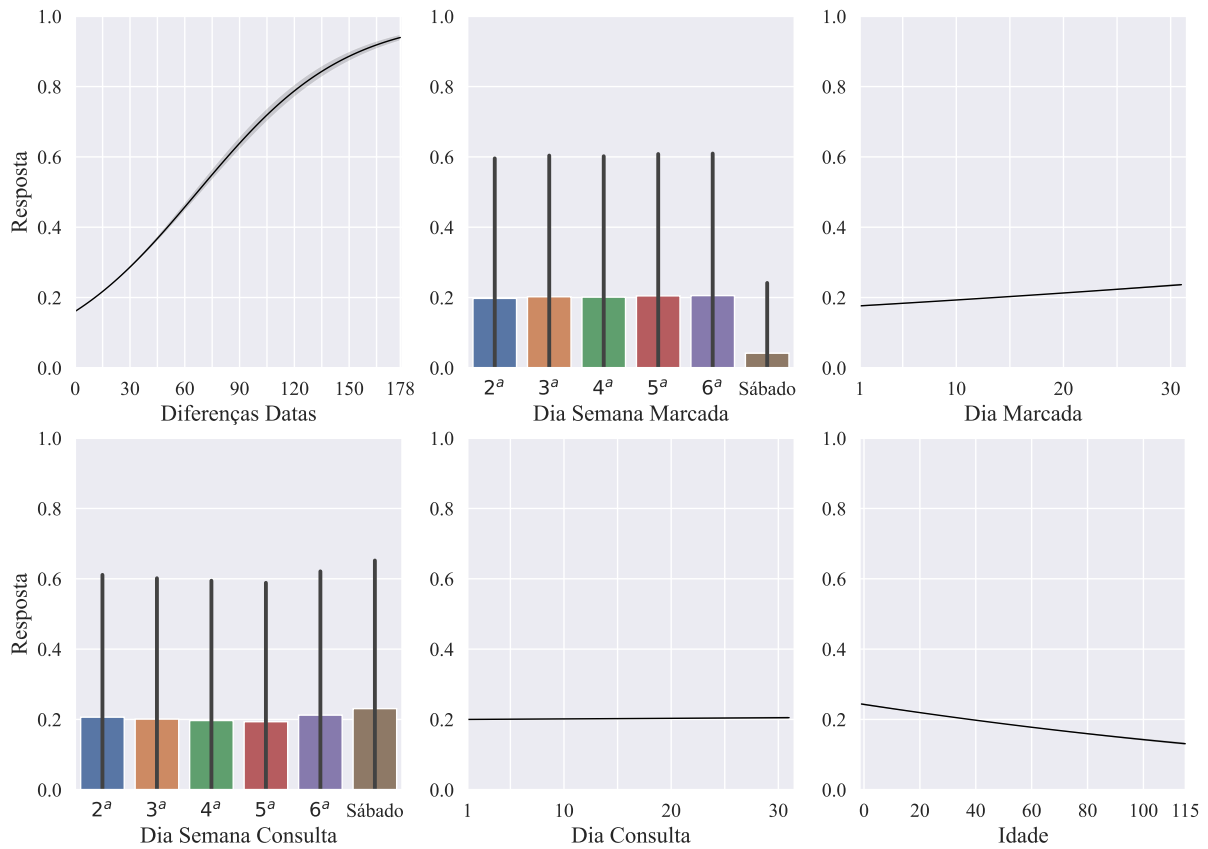 1.0 1.0 1.0
0.8 0.8 0.8
0.6 0.6 0.6
Resposta
0.4 0.4 0.4
0.2 0.2 0.2
0.0 0.0 0.0
0 30 60 90 120 150 178 2ª 3ª 4ª 5ª 6ª Sábado 1 10 20 30
Diferenças Datas Dia Semana Marcada Dia Marcada
1.0 1.0 1.0
0.8 0.8 0.8
0.6 0.6 0.6
Resposta
0.4 0.4 0.4
0.2 0.2 0.2
0.0 0.0 0.0
2ª 3ª 4ª 5ª 6ª Sábado 1 10 20 30 0 20 40 60 80 100 115
Dia Semana Consulta Dia Consulta Idade